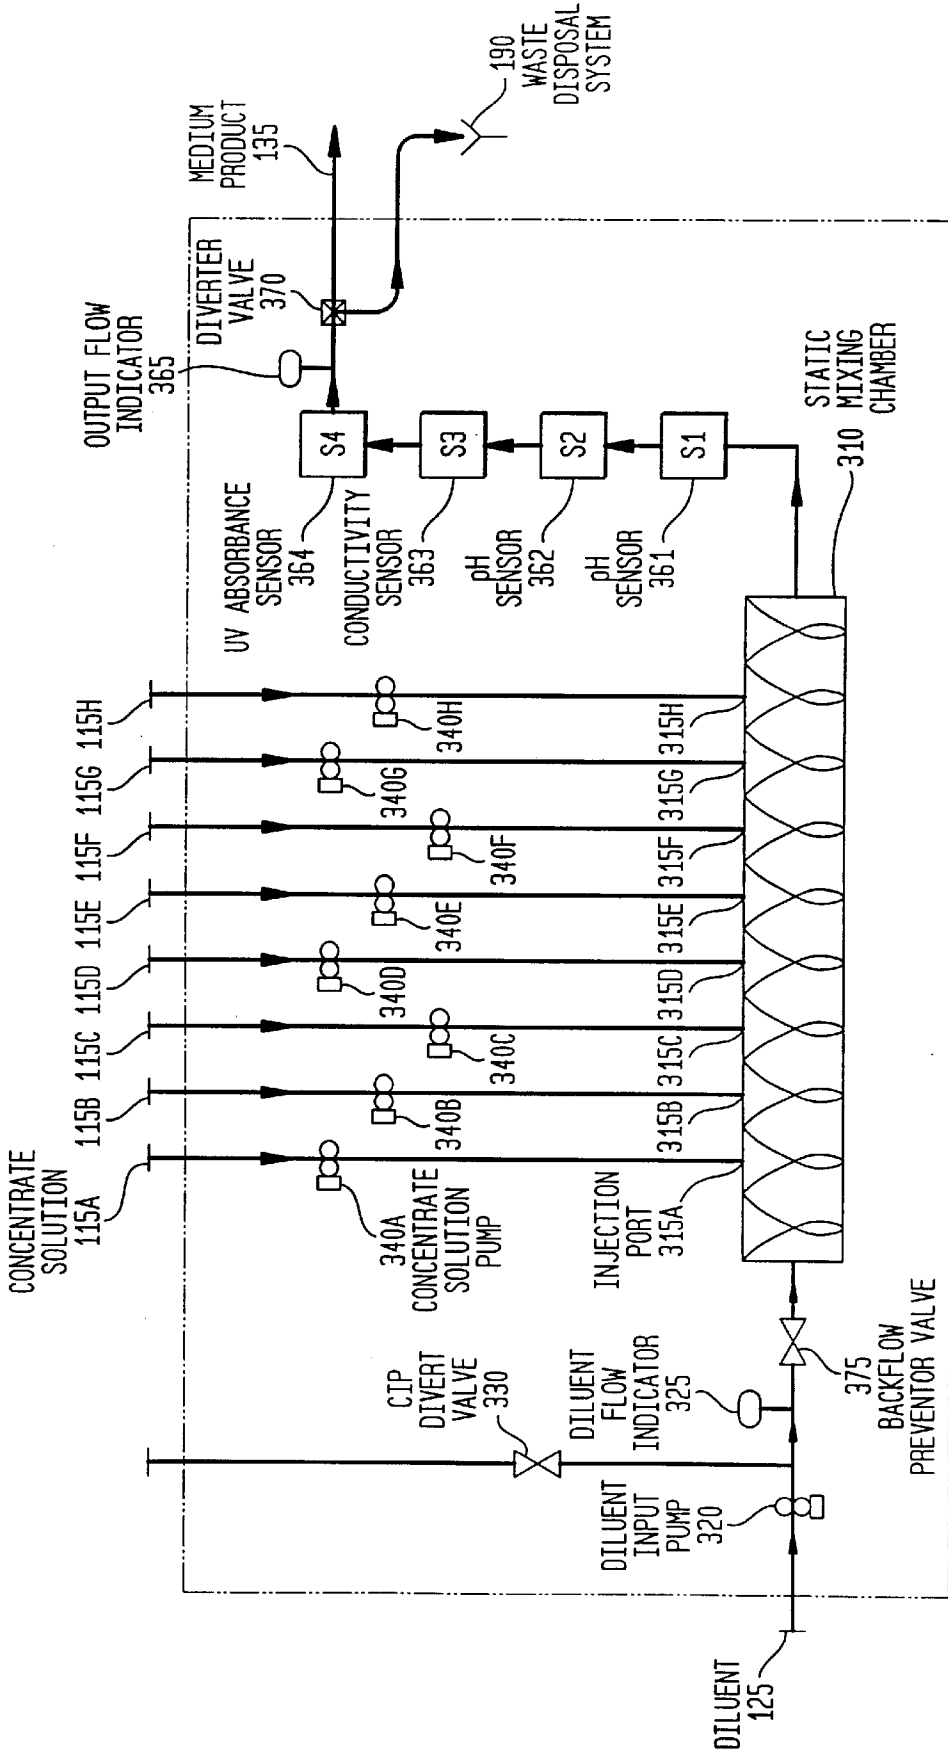 CONCENTRATE
SOLUTION
115A
115B
115C
115D
115E
115F
115G
115H
OUTPUT FLOW
INDICATOR
365
DIVERTER
VALVE
370
MEDIUM
PRODUCT
135
190
WASTE
DISPOSAL
SYSTEM
UV ABSORBANCE
SENSOR
364
CONDUCTIVITY
SENSOR
363
pH
SENSOR
362
pH
SENSOR
361
S4
S3
S2
S1
340A
CONCENTRATE
SOLUTION
PUMP
340B
340C
340D
340E
340F
340G
340H
CIP
DIVERT
VALVE
330
INJECTION
PORT
315A
315B
315C
315D
315E
315F
315G
315H
DILUENT
FLOW
INDICATOR
325
DILUENT
INPUT
PUMP
320
DILUENT
125
375
BACKFLOW
PREVENTOR VALVE
STATIC
MIXING
CHAMBER
310